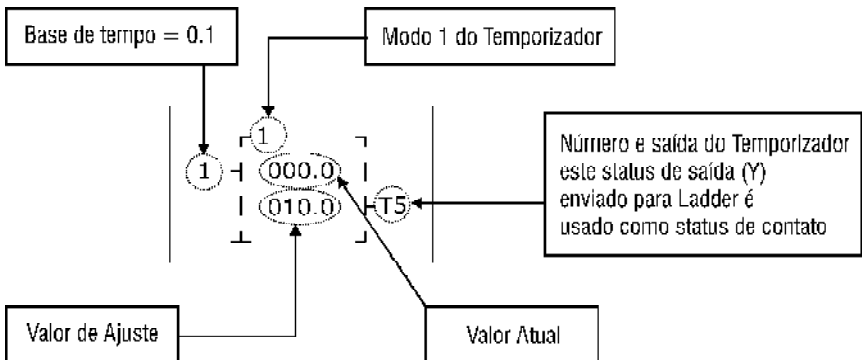 Base de tempo = 0.1
Modo 1 do Temporizador
1
1
000.0
010.0
T5
Número e saída do Temporizador
este status de saída (Y)
enviado para Ladder é
usado como status de contato
Valor de Ajuste
Valor Atual